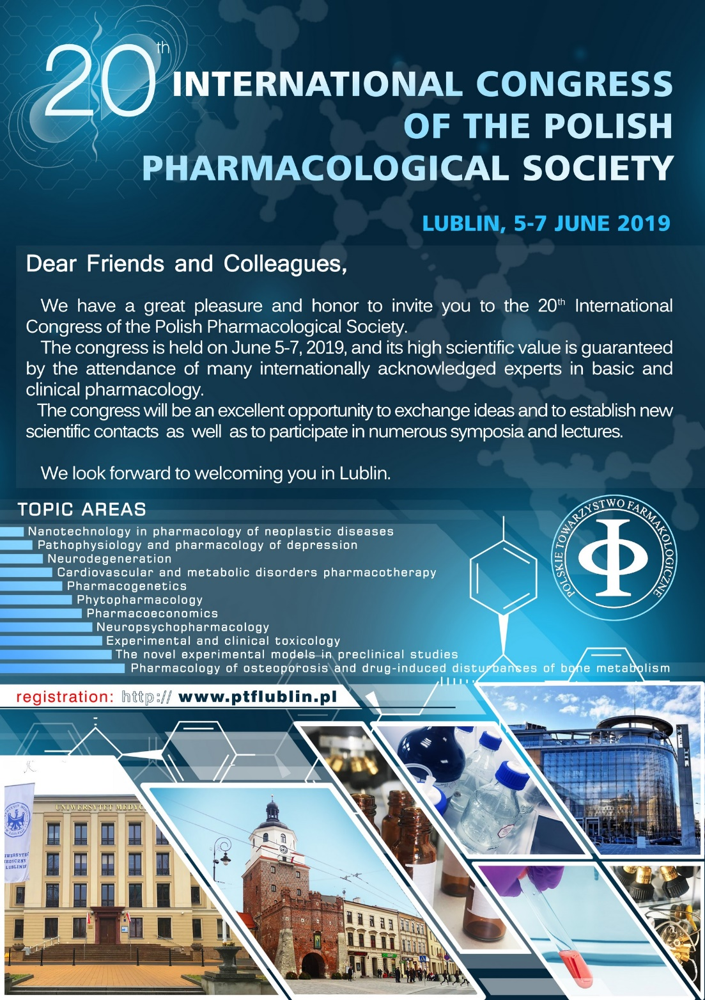 20th
INTERNATIONAL CONGRESS
OF THE POLISH
PHARMACOLOGICAL SOCIETY
LUBLIN, 5-7 JUNE 2019
Dear Friends and Colleagues,
We have a great pleasure and honor to invite you to the 20th International
Congress of the Polish Pharmacological Society.
The congress is held on June 5-7, 2019, and its high scientific value is guaranteed
by the attendance of many internationally acknowledged experts in basic and
clinical pharmacology.
The congress will be an excellent opportunity to exchange ideas and to establish new
scientific contacts as well as to participate in numerous symposia and lectures.
We look forward to welcoming you in Lublin.
TOPIC AREAS
Nanotechnology in pharmacology of neoplastic diseases
Pathophysiology and pharmacology of depression
Neurodegeneration
Cardiovascular and metabolic disorders pharmacotherapy
Pharmacogenetics
Phytopharmacology
Pharmacoeconomics
Neuropsychopharmacology
Experimental and clinical toxicology
The novel experimental models in preclinical studies
Pharmacology of osteoporosis and drug-induced disturbances of bone metabolism
POLSKIE TOWARZYSTWO FARMAKOLOGICZNE
Φ
registration: http:// www.ptflublin.pl
UNIWERSYTET MEDYC